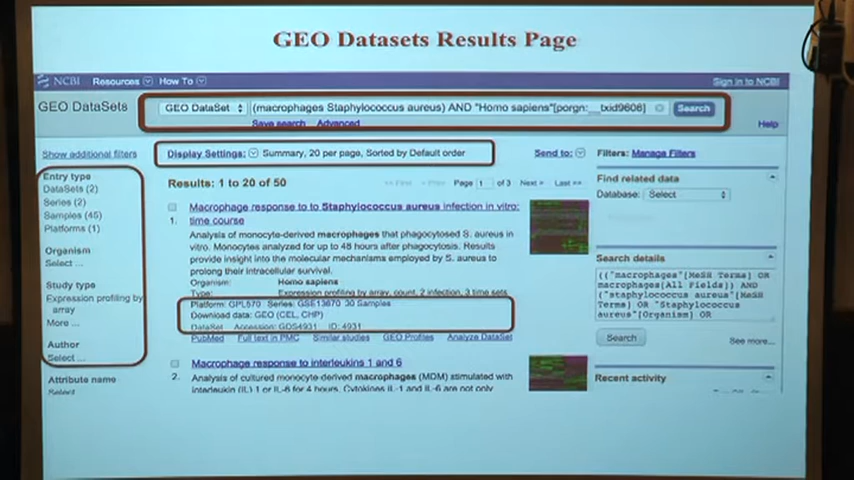 GEO Datasets Results Page
NCBI Resources How To Sign in to NCBI
GEO DataSets GEO DataSet (macrophages Staphylococcus aureus) AND "Homo sapiens"[porgn:__txid9606] Search
Save search Advanced Help
Show additional filters
Entry type
DataSets (2)
Series (2)
Samples (45)
Platforms (1)
Organism
Select ...
Study type
Expression profiling by
array
More ...
Author
Select ...
Attribute name
Select
Display Settings: Summary, 20 per page, Sorted by Default order Send to:
Results: 1 to 20 of 50 << First < Prev Page 1 of 3 Next > Last >>
Macrophage response to to Staphylococcus aureus infection in vitro:
1. time course
Analysis of monocyte-derived macrophages that phagocytosed S. aureus in
vitro. Monocytes analyzed for up to 48 hours after phagocytosis. Results
provide insight into the molecular mechanisms employed by S. aureus to
prolong their intracellular survival.
Organism: Homo sapiens
Type: Expression profiling by array, count, 2 infection, 3 time sets
Platform: GPL570 Series: GSE13670 30 Samples
Download data: GEO (CEL, CHP)
DataSet Accession: GDS4931 ID: 4931
PubMed Full text in PMC Similar studies GEO Profiles Analyze DataSet
Macrophage response to interleukins 1 and 6
2. Analysis of cultured monocyte-derived macrophages (MDM) stimulated with
interleukin (IL) 1 or IL-6 for 4 hours. Cytokines IL-1 and IL-6 are not only
Filters: Manage Filters
Find related data
Database: Select
Search details
(("macrophages"[MeSH Terms] OR
macrophages[All Fields]) AND
("staphylococcus aureus"[MeSH
Terms] OR "Staphylococcus
aureus"[Organism] OR
Search See more...
Recent activity